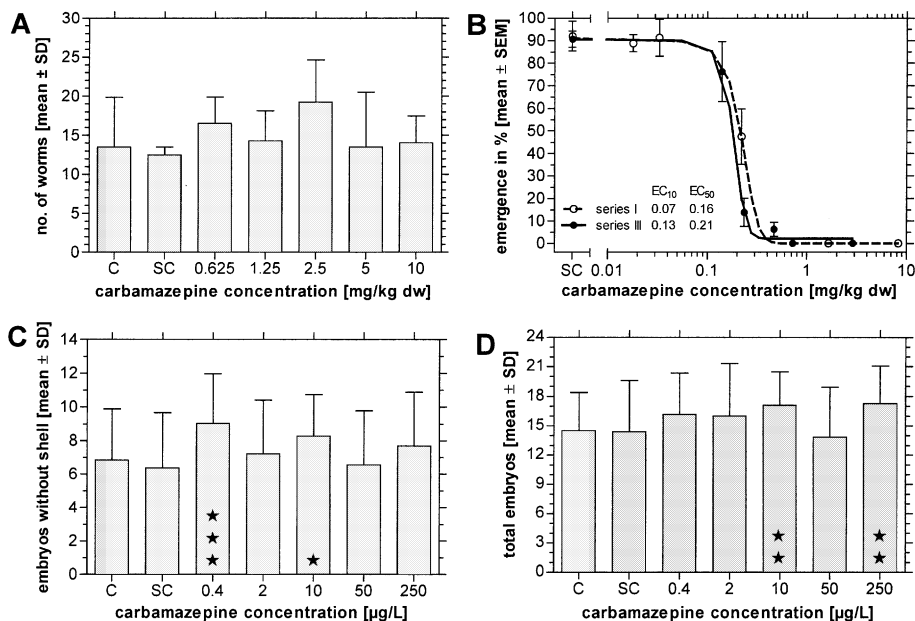 A
no. of worms [mean ± SD]
30
25
20
15
10
5
0
C SC 0.625 1.25 2.5 5 10
carbamazepine concentration [mg/kg dw]
B
emergence in % [mean ± SEM]
100
90
80
70
60
50
40
30
20
10
0
EC10 EC50
series I 0.07 0.16
series III 0.13 0.21
SC 0.01 0.1 1 10
carbamazepine concentration [mg/kg dw]
C
embryos without shell [mean ± SD]
14
12
10
8
6
4
2
0
C SC 0.4 2 10 50 250
carbamazepine concentration [µg/L]
D
total embryos [mean ± SD]
24
21
18
15
12
9
6
3
0
C SC 0.4 2 10 50 250
carbamazepine concentration [µg/L]